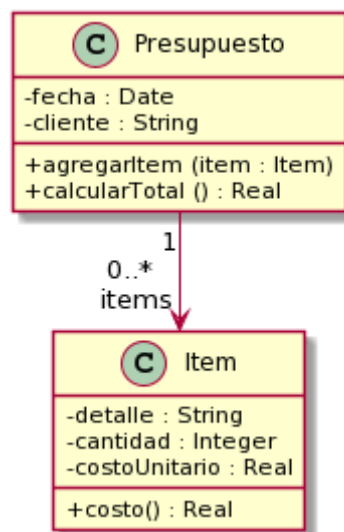 C Presupuesto
-fecha : Date
-cliente : String
+agregarItem (item : Item)
+calcularTotal () : Real
1
0..*
items
C Item
-detalle : String
-cantidad : Integer
-costoUnitario : Real
+costo() : Real